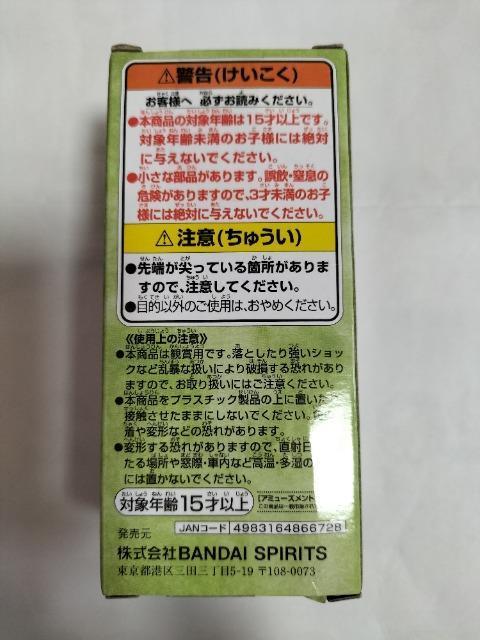 ⚠警告(けいこく)
お客様へ 必ずお読みください。
●本商品の対象年齢は15才以上です。
対象年齢未満のお子様には絶対
に与えないでください。
●小さな部品があります。誤飲・窒息の
危険がありますので、3才未満のお子
様には絶対に与えないでください。
⚠注意(ちゅうい)
●先端が尖っている箇所がありま
すので、注意してください。
●目的以外のご使用は、おやめください。
《使用上の注意》
●本商品は観賞用です。落としたり強いショッ
クなど乱暴な扱いにより破損する恐れがあり
ますので、お取り扱いにはご注意ください。
●本商品をプラスチック製品の上に置いた
接触させたままにしないでください。
着や変形などの恐れがあります。
●変形する恐れがありますので、直射日
たる場所や窓際・車内など高温・多湿の
には置かないでください。
対象年齢15才以上
[アミューズメント
JANコード 4983164866728
発売元
株式会社BANDAI SPIRITS
東京都港区三田三丁目5-19 〒108-0073